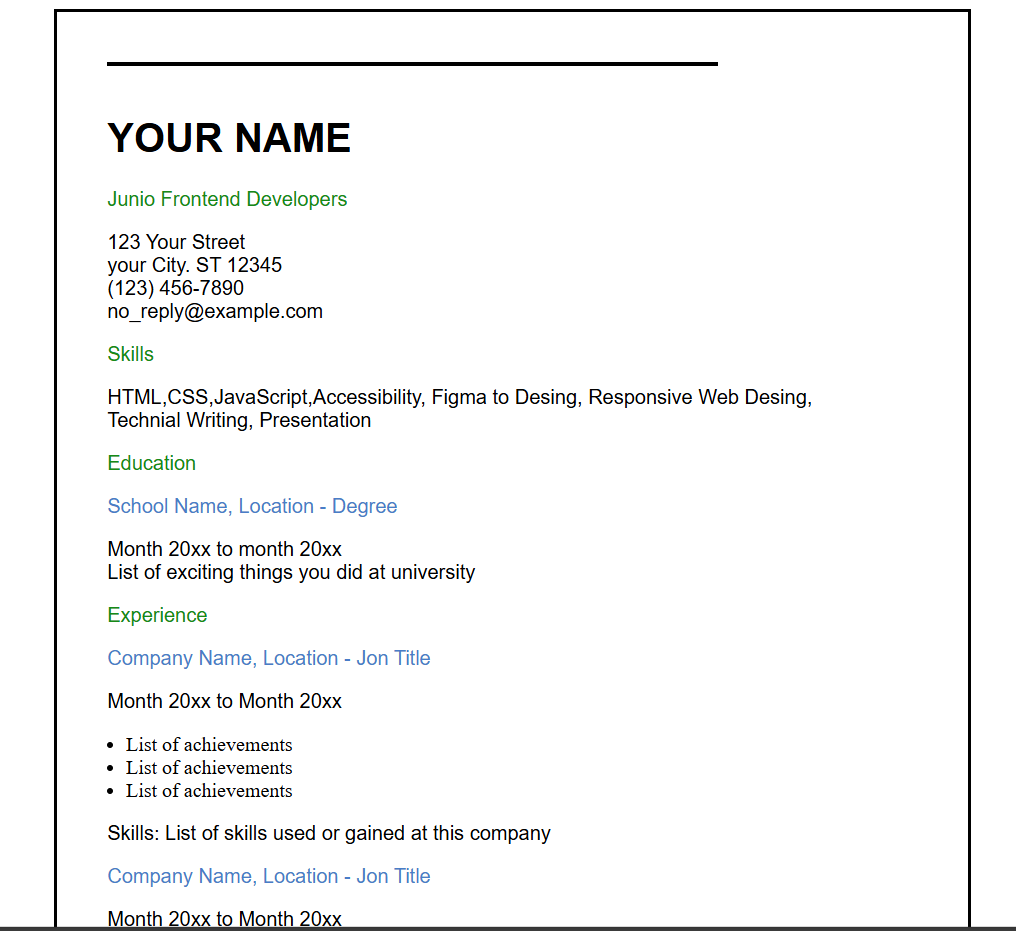 YOUR NAME
Junio Frontend Developers
123 Your Street
your City. ST 12345
(123) 456-7890
no_reply@example.com
Skills
HTML,CSS,JavaScript,Accessibility, Figma to Desing, Responsive Web Desing,
Technial Writing, Presentation
Education
School Name, Location - Degree
Month 20xx to month 20xx
List of exciting things you did at university
Experience
Company Name, Location - Jon Title
Month 20xx to Month 20xx
• List of achievements
• List of achievements
• List of achievements
Skills: List of skills used or gained at this company
Company Name, Location - Jon Title
Month 20xx to Month 20xx